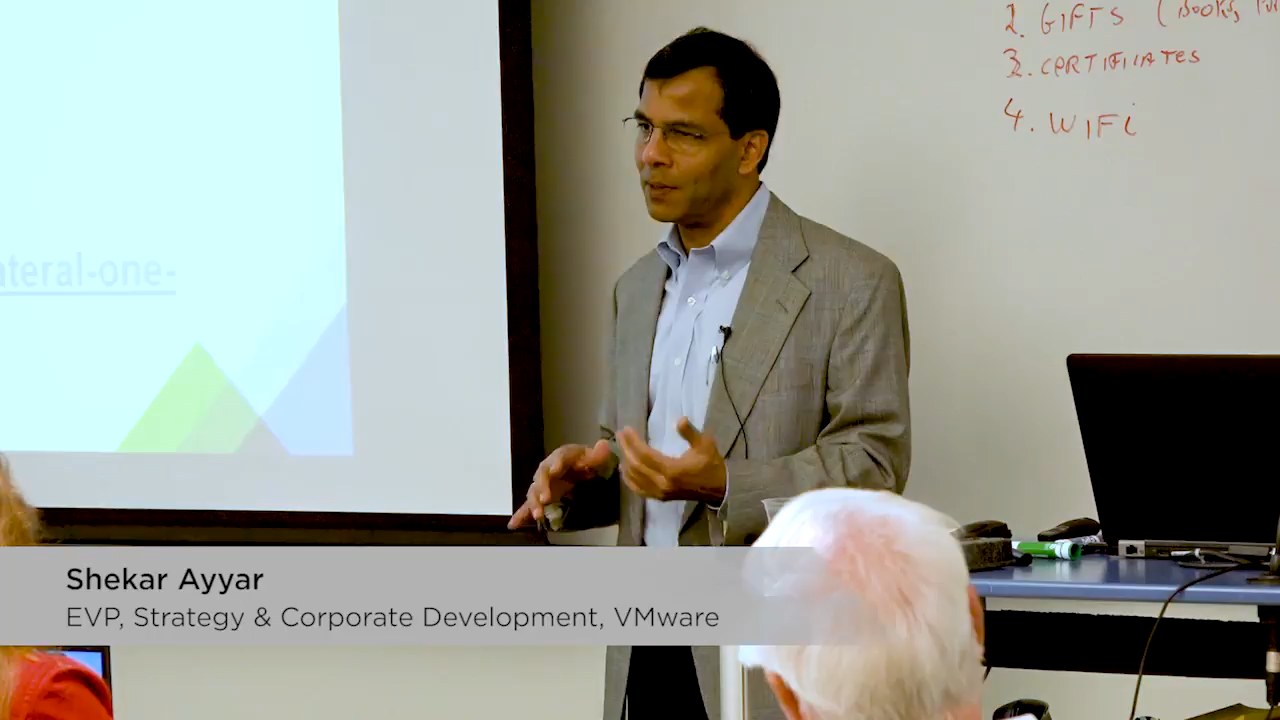 2. GIFTS (BOOKS,
3. CERTIFICATES
4. WIFi
ateral-one-
Shekar Ayyar
EVP, Strategy & Corporate Development, VMware